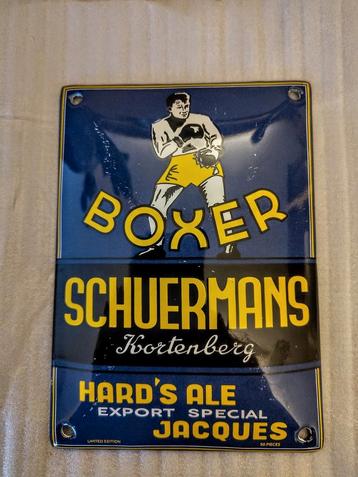 BOXER
SCHUERMANS
Kortenberg
HARD'S ALE
EXPORT SPECIAL
JACQUES
LIMITED EDITION 50 PIECES